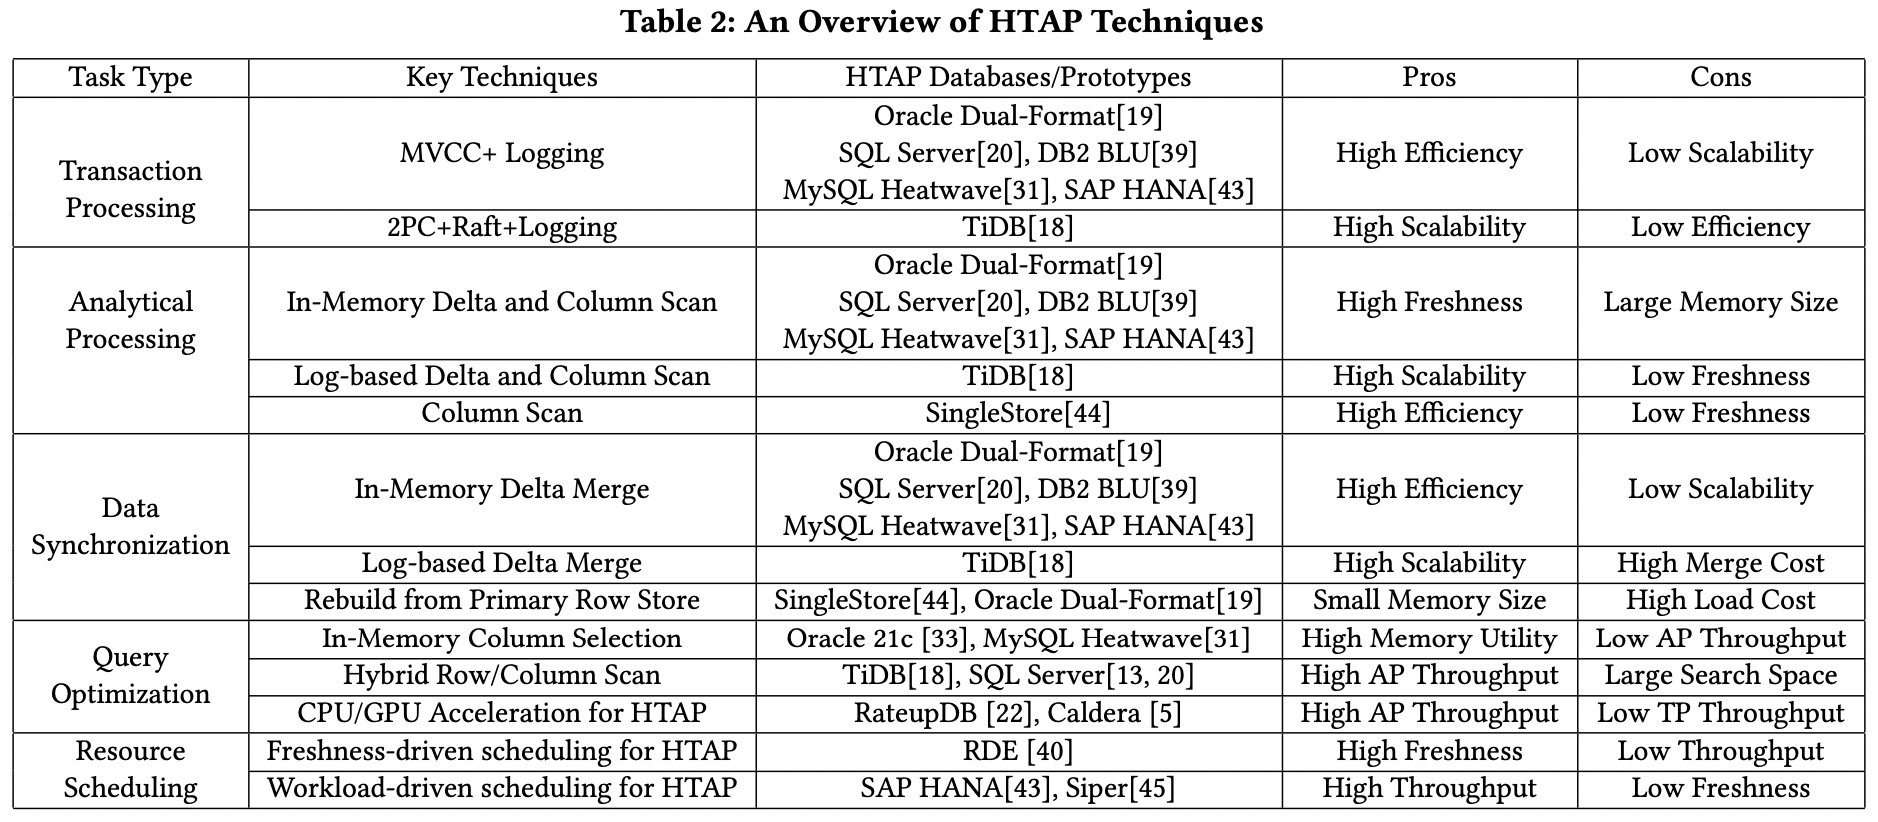 Table 2: An Overview of HTAP Techniques
Task Type Key Techniques HTAP Databases/Prototypes Pros Cons
Transaction
Processing
MVCC+ Logging
Oracle Dual-Format[19]
SQL Server[20], DB2 BLU[39]
MySQL Heatwave[31], SAP HANA[43]
High Efficiency
Low Scalability
2PC+Raft+Logging TiDB[18] High Scalability Low Efficiency
Analytical
Processing
In-Memory Delta and Column Scan
Oracle Dual-Format[19]
SQL Server[20], DB2 BLU[39]
MySQL Heatwave[31], SAP HANA[43]
High Freshness
Large Memory Size
Log-based Delta and Column Scan TiDB[18] High Scalability Low Freshness
Column Scan SingleStore[44] High Efficiency Low Freshness
Data
Synchronization
In-Memory Delta Merge
Oracle Dual-Format[19]
SQL Server[20], DB2 BLU[39]
MySQL Heatwave[31], SAP HANA[43]
High Efficiency
Low Scalability
Log-based Delta Merge TiDB[18] High Scalability High Merge Cost
Rebuild from Primary Row Store SingleStore[44], Oracle Dual-Format[19] Small Memory Size High Load Cost
Query
Optimization
In-Memory Column Selection Oracle 21c [33], MySQL Heatwave[31] High Memory Utility Low AP Throughput
Hybrid Row/Column Scan TiDB[18], SQL Server[13, 20] High AP Throughput Large Search Space
CPU/GPU Acceleration for HTAP RateupDB [22], Caldera [5] High AP Throughput Low TP Throughput
Resource
Scheduling
Freshness-driven scheduling for HTAP RDE [40] High Freshness Low Throughput
Workload-driven scheduling for HTAP SAP HANA[43], Siper[45] High Throughput Low Freshness